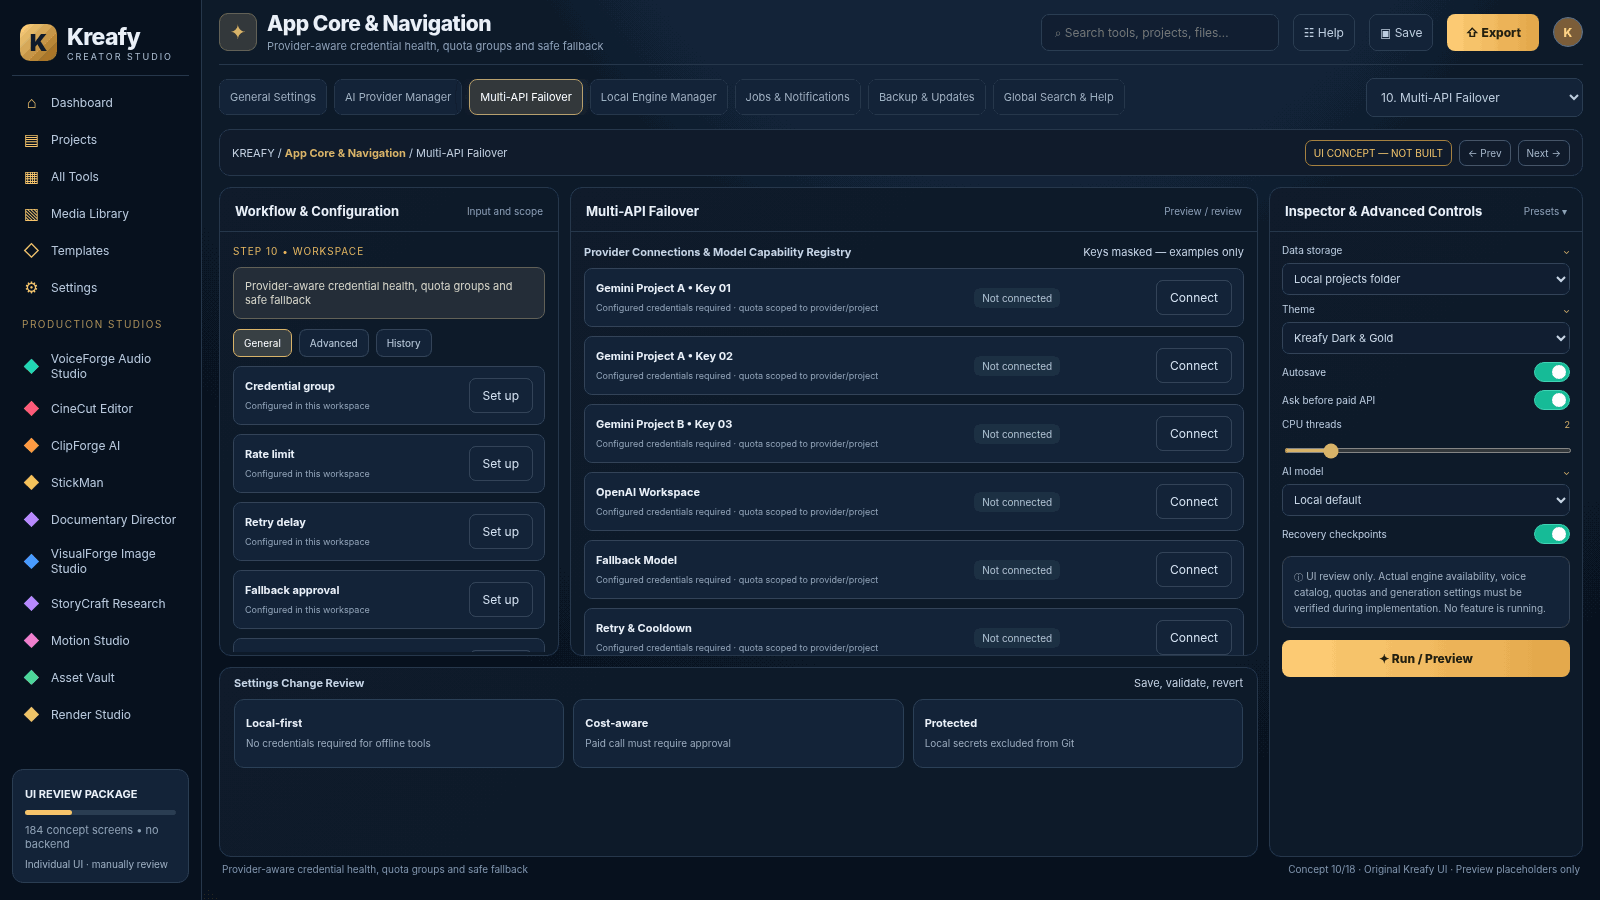 K
Kreafy
CREATOR STUDIO
Dashboard
Projects
All Tools
Media Library
Templates
Settings
PRODUCTION STUDIOS
VoiceForge Audio
Studio
CineCut Editor
ClipForge AI
StickMan
Documentary Director
VisualForge Image
Studio
StoryCraft Research
Motion Studio
Asset Vault
Render Studio
UI REVIEW PACKAGE
184 concept screens • no
backend
Individual UI · manually review
App Core & Navigation
Provider-aware credential health, quota groups and safe fallback
Search tools, projects, files...
Help
Save
Export
K
General Settings
AI Provider Manager
Multi-API Failover
Local Engine Manager
Jobs & Notifications
Backup & Updates
Global Search & Help
10. Multi-API Failover
KREAFY / App Core & Navigation / Multi-API Failover
UI CONCEPT — NOT BUILT
← Prev
Next →
Workflow & Configuration
Input and scope
STEP 10 • WORKSPACE
Provider-aware credential health, quota groups and
safe fallback
General
Advanced
History
Credential group
Configured in this workspace
Set up
Rate limit
Configured in this workspace
Set up
Retry delay
Configured in this workspace
Set up
Fallback approval
Configured in this workspace
Set up
Multi-API Failover
Preview / review
Provider Connections & Model Capability Registry
Keys masked — examples only
Gemini Project A • Key 01
Configured credentials required · quota scoped to provider/project
Not connected
Connect
Gemini Project A • Key 02
Configured credentials required · quota scoped to provider/project
Not connected
Connect
Gemini Project B • Key 03
Configured credentials required · quota scoped to provider/project
Not connected
Connect
OpenAI Workspace
Configured credentials required · quota scoped to provider/project
Not connected
Connect
Fallback Model
Configured credentials required · quota scoped to provider/project
Not connected
Connect
Retry & Cooldown
Configured credentials required · quota scoped to provider/project
Not connected
Connect
Settings Change Review
Save, validate, revert
Local-first
No credentials required for offline tools
Cost-aware
Paid call must require approval
Protected
Local secrets excluded from Git
Inspector & Advanced Controls
Presets ▾
Data storage
Local projects folder
Theme
Kreafy Dark & Gold
Autosave
Ask before paid API
CPU threads
2
AI model
Local default
Recovery checkpoints
ⓘ UI review only. Actual engine availability, voice
catalog, quotas and generation settings must be
verified during implementation. No feature is running.
✦ Run / Preview
Provider-aware credential health, quota groups and safe fallback
Concept 10/18 · Original Kreafy UI · Preview placeholders only